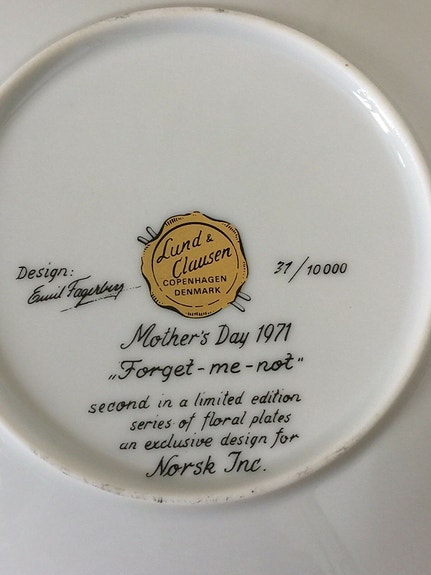 Lund &
Clausen
COPENHAGEN
DENMARK
Design:
Emil Fagerberg
31/10000
Mother's Day 1971
„Forget-me-not"
second in a limited edition
series of floral plates
an exclusive design for
Norsk Inc.